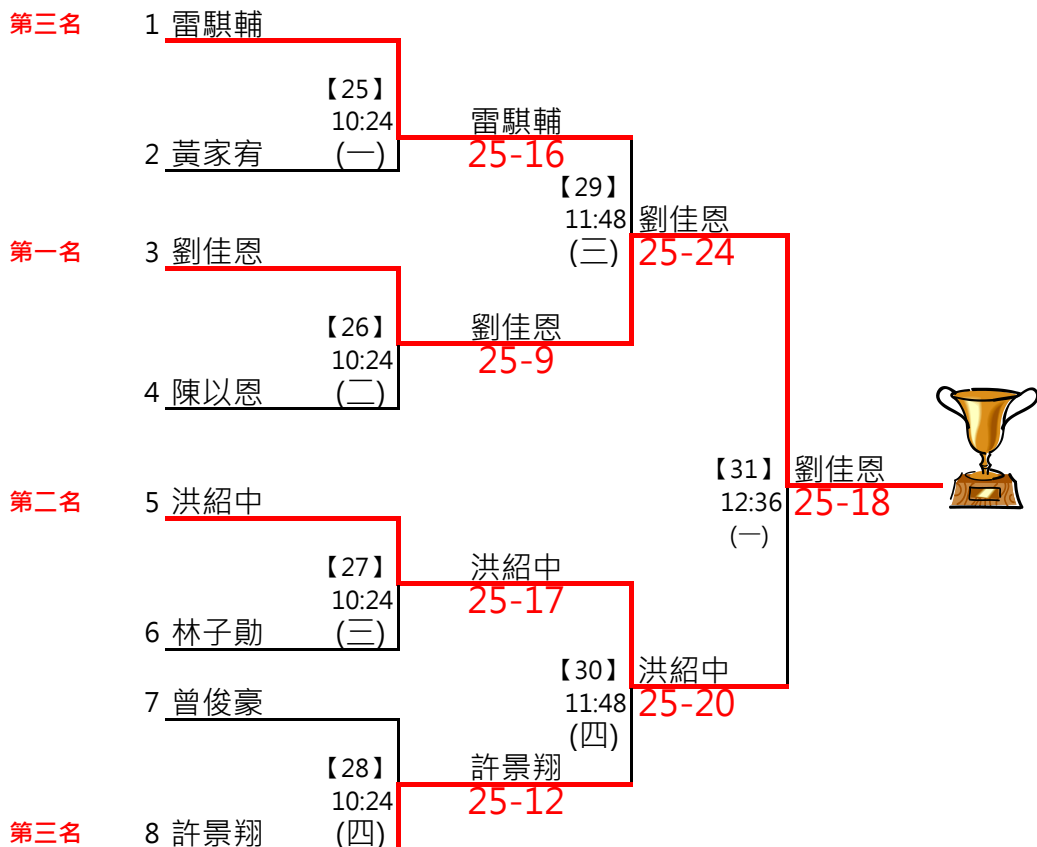 第三名 1 雷騏輔
【25】
10:24 雷騏輔
2 黃家宥 (一) 25-16
【29】
11:48 劉佳恩
第一名 3 劉佳恩 (三) 25-24
【26】 劉佳恩
10:24 25-9
4 陳以恩 (二)
【31】 劉佳恩
第二名 5 洪紹中 12:36 25-18
(一)
【27】 洪紹中
10:24 25-17
6 林子勛 (三)
【30】 洪紹中
7 曾俊豪 11:48 25-20
(四)
【28】 許景翔
10:24 25-12
第三名 8 許景翔 (四)